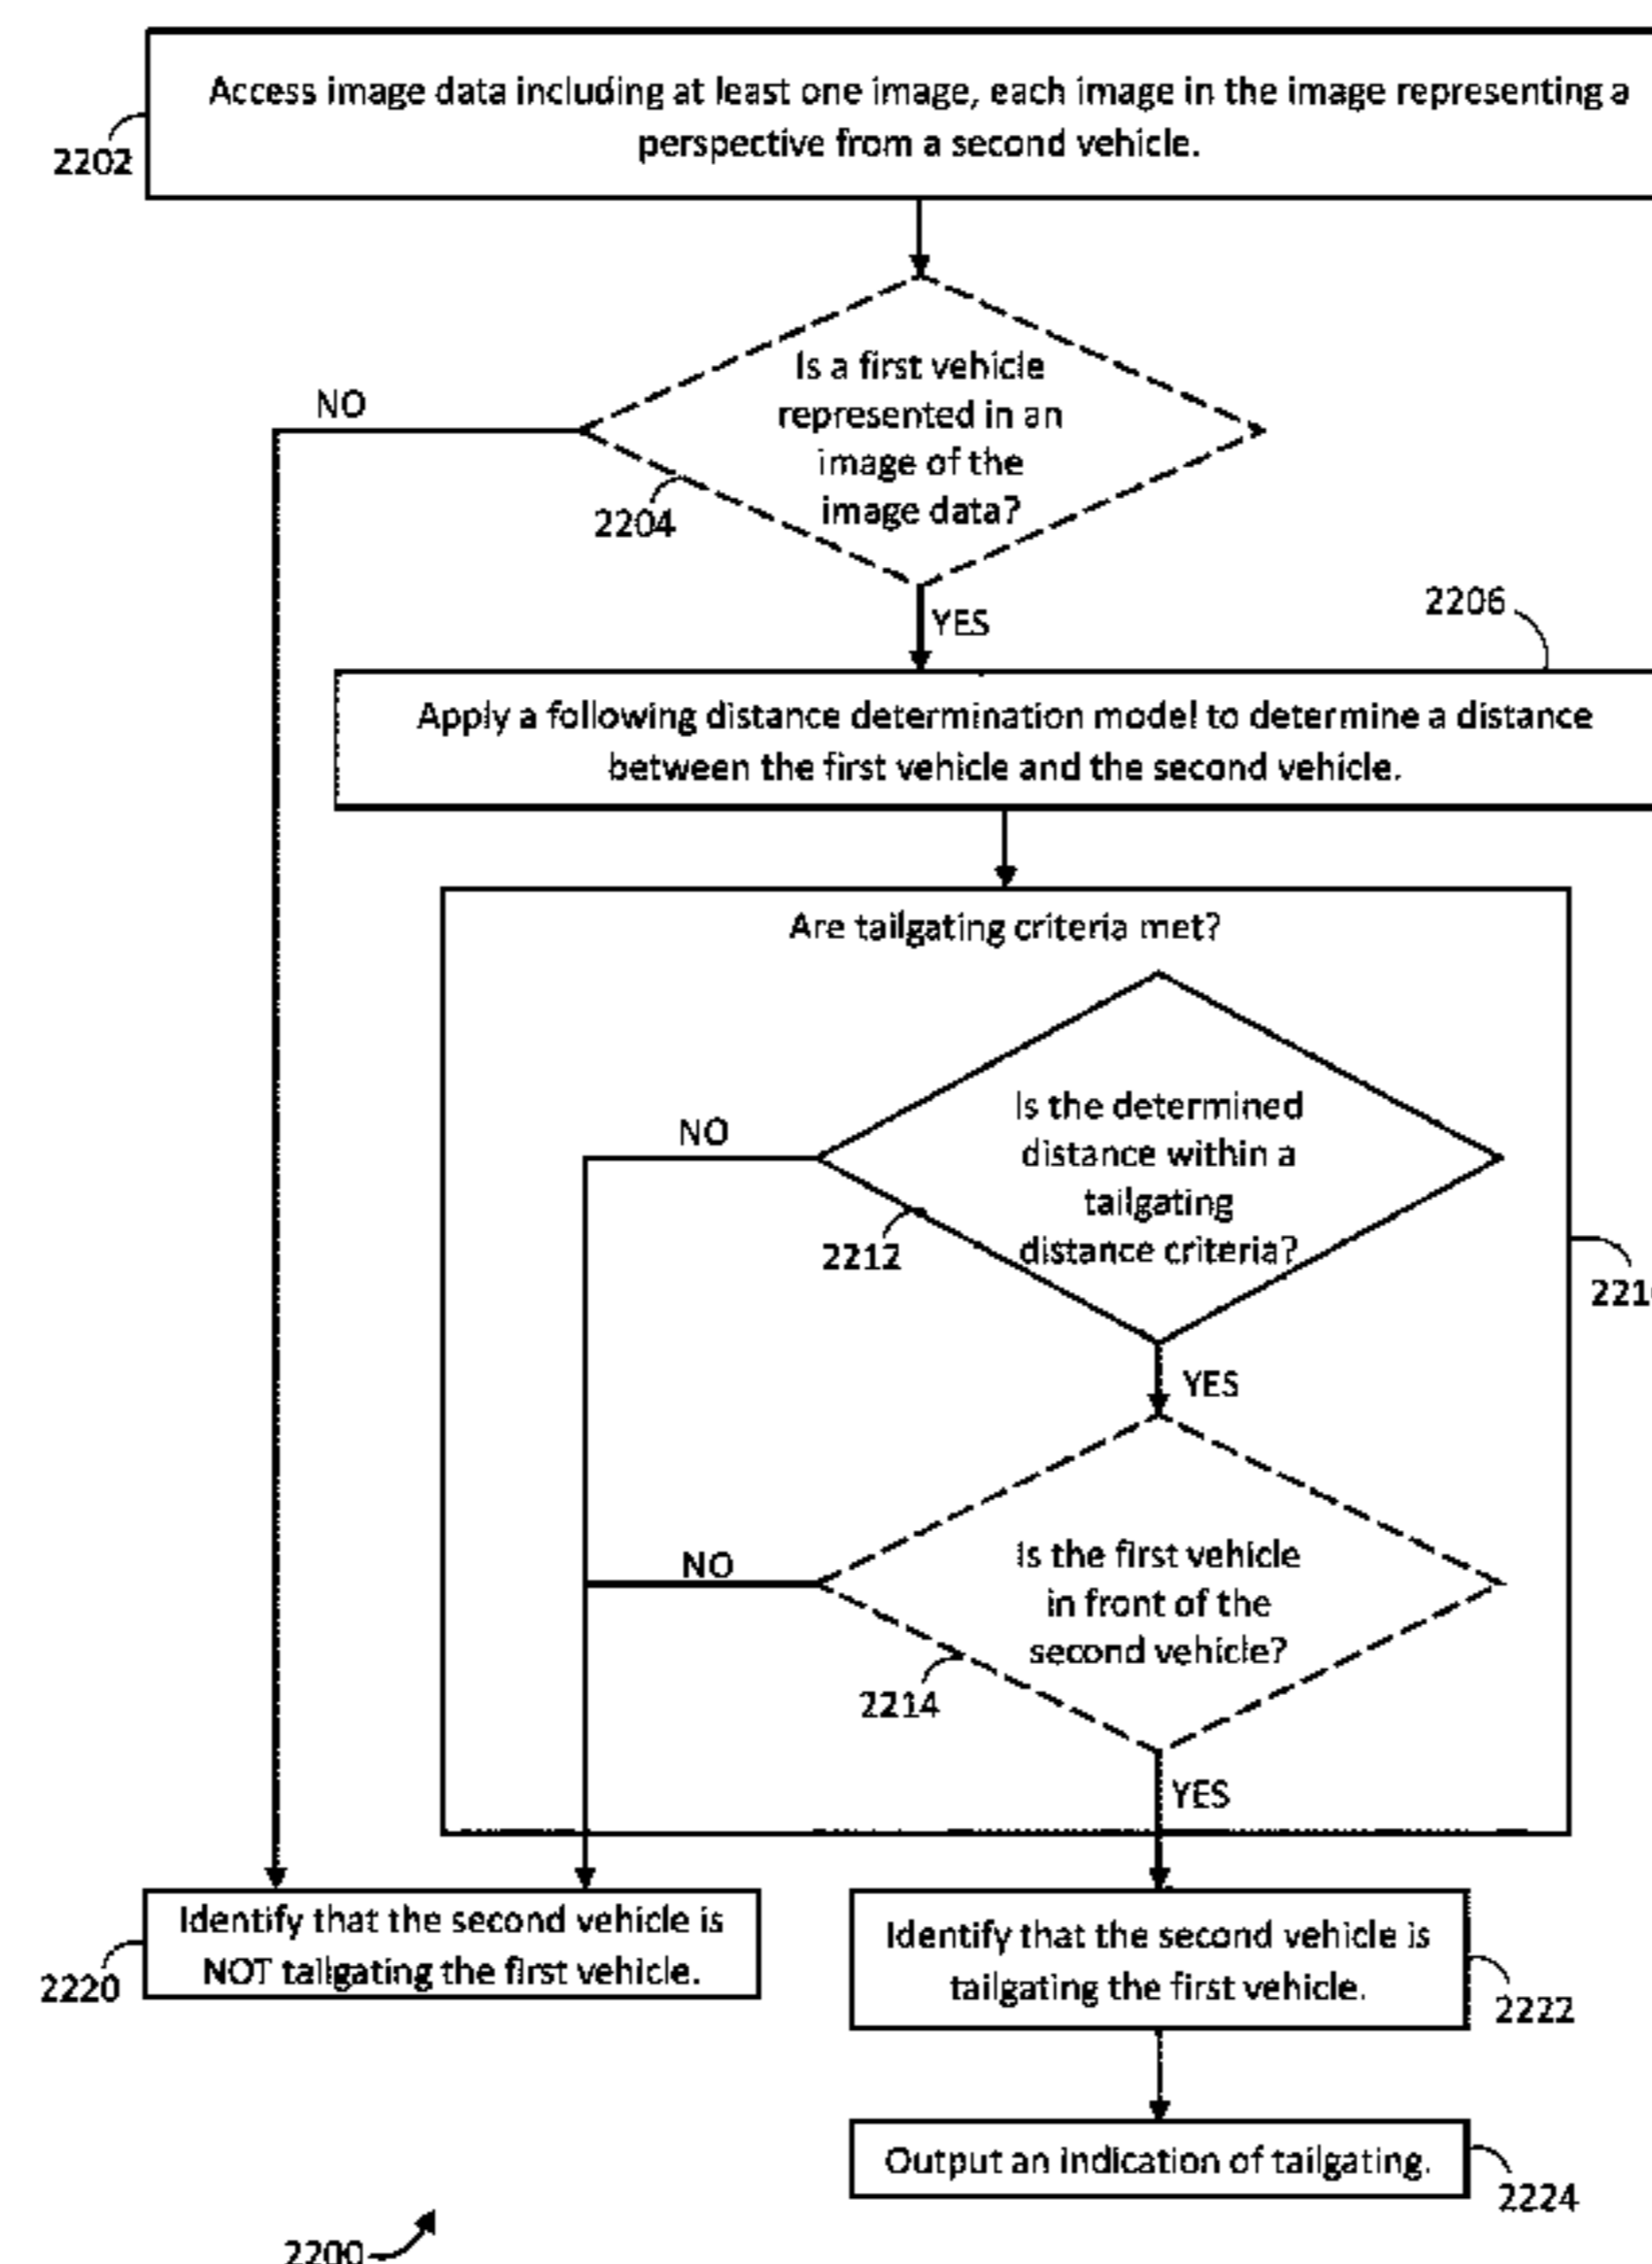 Access image data including at least one image, each image in the image representing a
perspective from a second vehicle.
2202
Is a first vehicle
represented in an
image of the
image data?
NO
2204
YES
2206
Apply a following distance determination model to determine a distance
between the first vehicle and the second vehicle.
Are tailgating criteria met?
Is the determined
distance within a
tailgating
distance criteria?
NO
2212
YES
Is the first vehicle
in front of the
second vehicle?
NO
2214
YES
Identify that the second vehicle is
NOT tailgating the first vehicle.
2220
Identify that the second vehicle is
tailgating the first vehicle.
2222
Output an indication of tailgating.
2224
2200